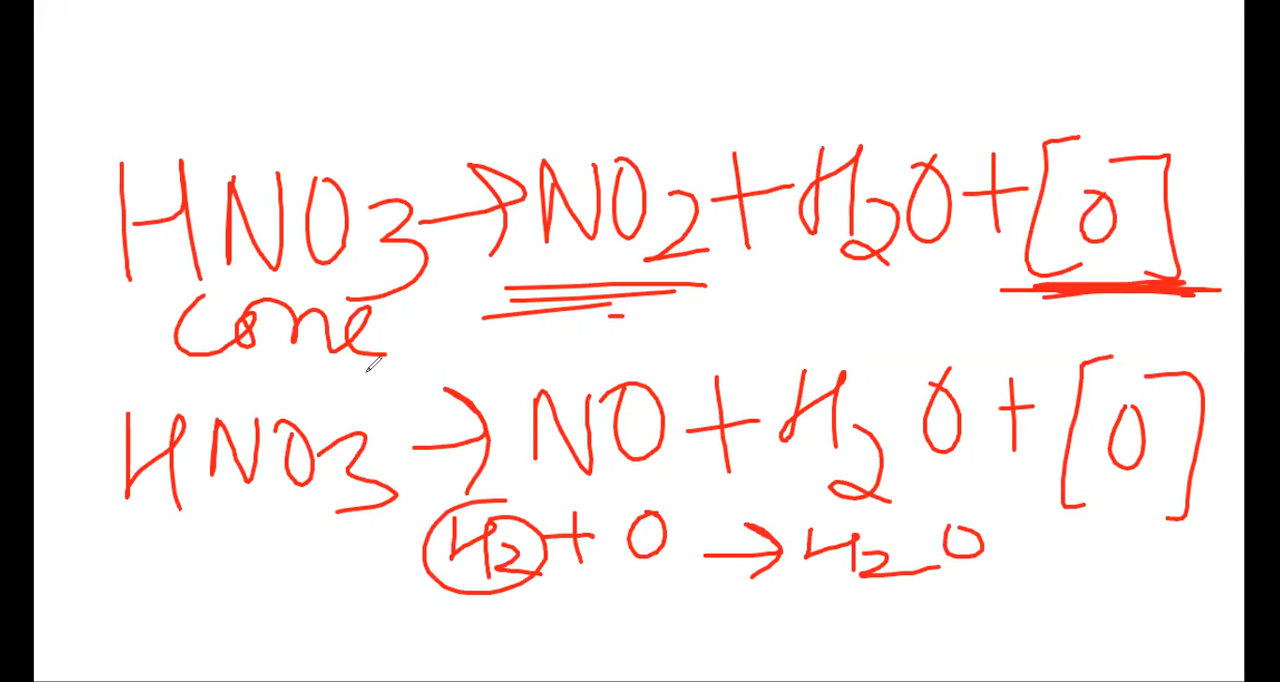 HNO3 → NO2 + H2O + [O]
conc
HNO3 → NO + H2O + [O]
H2 + O → H2O